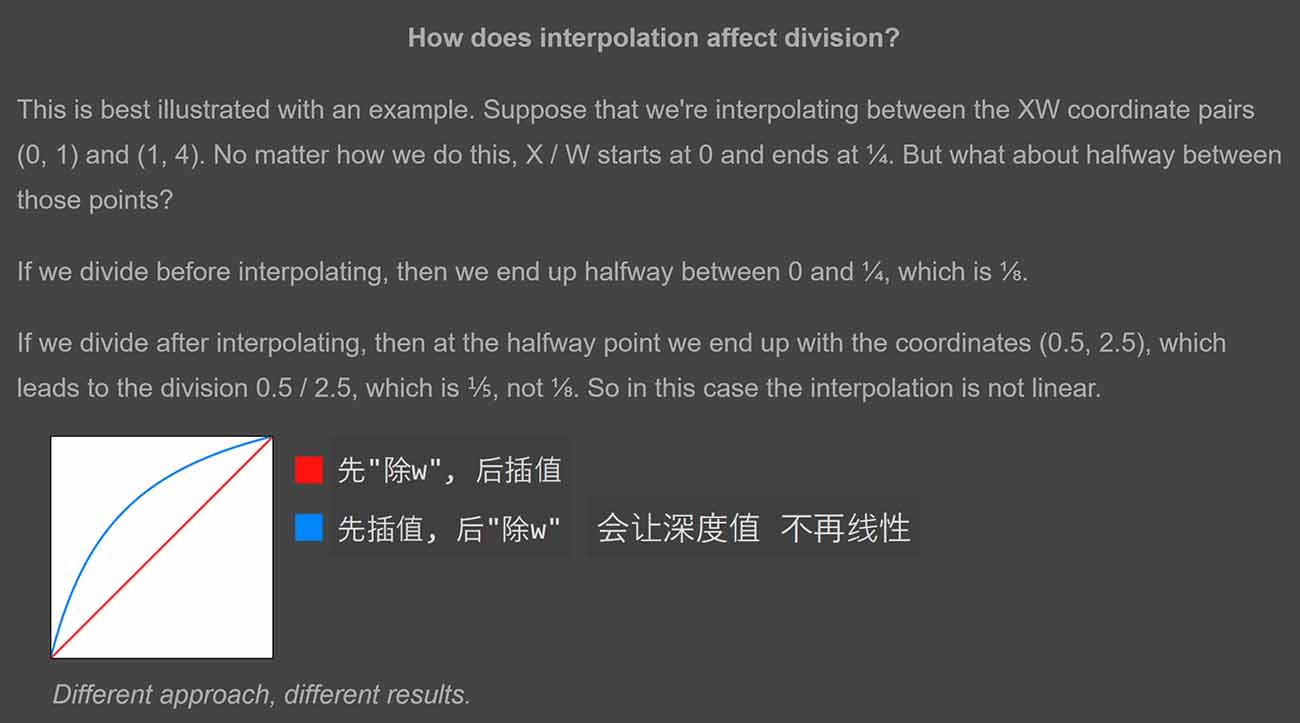 How does interpolation affect division?
This is best illustrated with an example. Suppose that we're interpolating between the XW coordinate pairs
(0, 1) and (1, 4). No matter how we do this, X / W starts at 0 and ends at ¼. But what about halfway between
those points?
If we divide before interpolating, then we end up halfway between 0 and ¼, which is ⅛.
If we divide after interpolating, then at the halfway point we end up with the coordinates (0.5, 2.5), which
leads to the division 0.5 / 2.5, which is ⅕, not ⅛. So in this case the interpolation is not linear.
先"除w", 后插值
先插值, 后"除w" 会让深度值 不再线性
Different approach, different results.